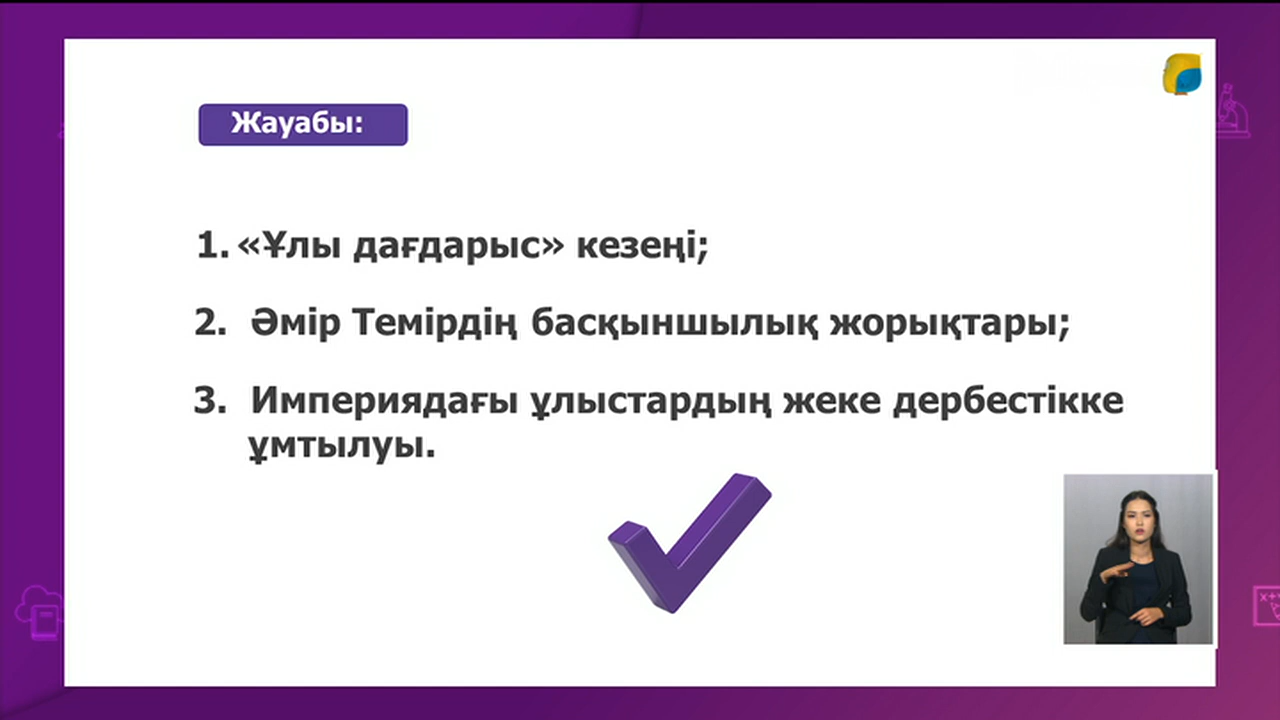 Жауабы:
1. «Ұлы дағдарыс» кезеңі;
2. Әмір Темірдің басқыншылық жорықтары;
3. Империядағы ұлыстардың жеке дербестікке
ұмтылуы.